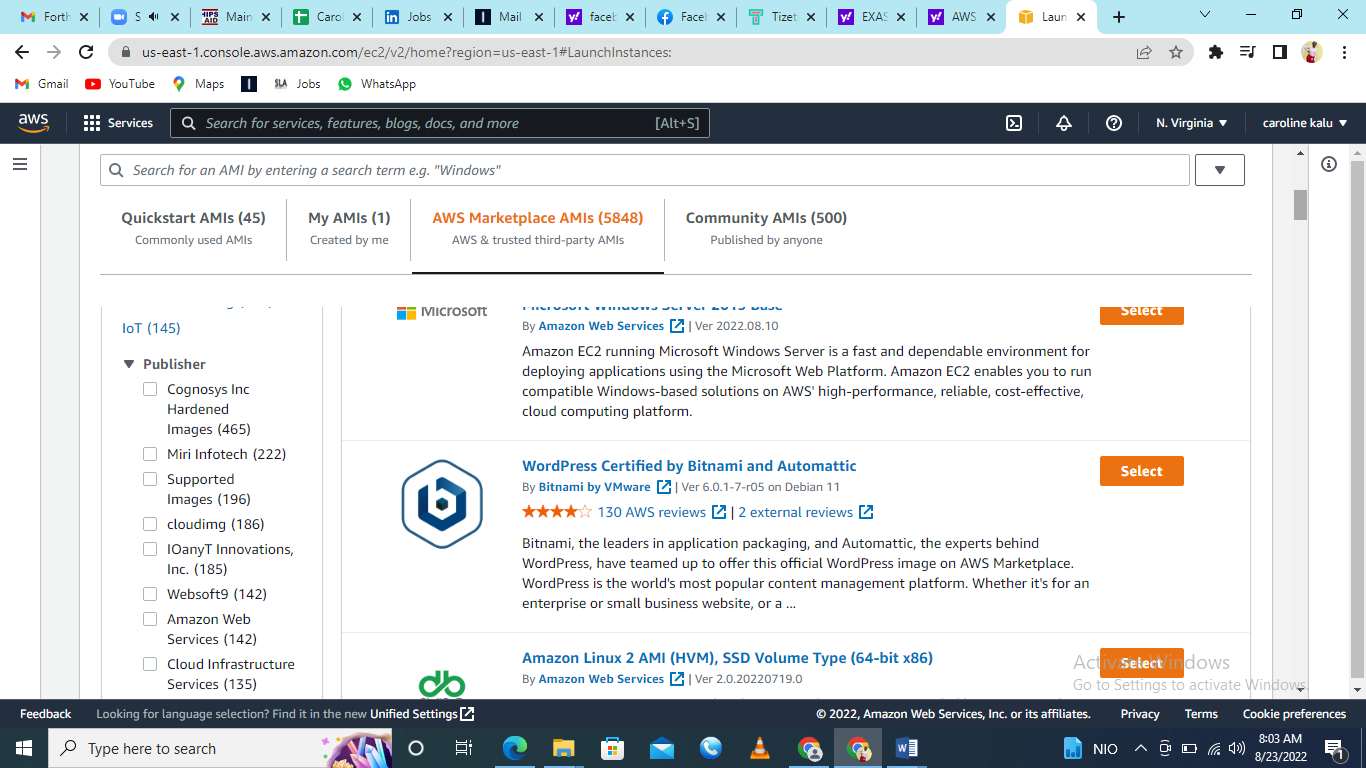 Forth
S
HIPS AID
Main
Carol
Jobs
Mail
faceb
Faceb
Tizet
EXAS
AWS
Laun
us-east-1.console.aws.amazon.com/ec2/v2/home?region=us-east-1#LaunchInstances:
Gmail
YouTube
Maps
SLA Jobs
WhatsApp
aws
Services
Search for services, features, blogs, docs, and more [Alt+S]
N. Virginia
caroline kalu
Search for an AMI by entering a search term e.g. "Windows"
Quickstart AMIs (45)
Commonly used AMIs
My AMIs (1)
Created by me
AWS Marketplace AMIs (5848)
AWS & trusted third-party AMIs
Community AMIs (500)
Published by anyone
IoT (145)
Publisher
Cognosys Inc
Hardened
Images (465)
Miri Infotech (222)
Supported
Images (196)
cloudimg (186)
IOanyT Innovations,
Inc. (185)
Websoft9 (142)
Amazon Web
Services (142)
Cloud Infrastructure
Services (135)
Microsoft
Microsoft Windows Server 2019 Base
Select
By Amazon Web Services | Ver 2022.08.10
Amazon EC2 running Microsoft Windows Server is a fast and dependable environment for
deploying applications using the Microsoft Web Platform. Amazon EC2 enables you to run
compatible Windows-based solutions on AWS' high-performance, reliable, cost-effective,
cloud computing platform.
WordPress Certified by Bitnami and Automattic
Select
By Bitnami by VMware | Ver 6.0.1-7-r05 on Debian 11
130 AWS reviews | 2 external reviews
Bitnami, the leaders in application packaging, and Automattic, the experts behind
WordPress, have teamed up to offer this official WordPress image on AWS Marketplace.
WordPress is the world's most popular content management platform. Whether it's for an
enterprise or small business website, or a ...
Amazon Linux 2 AMI (HVM), SSD Volume Type (64-bit x86)
Select
By Amazon Web Services | Ver 2.0.20220719.0
Activate Windows
Go to Settings to activate Windows.
Feedback
Looking for language selection? Find it in the new Unified Settings
© 2022, Amazon Web Services, Inc. or its affiliates.
Privacy
Terms
Cookie preferences
Type here to search
NIO
8:03 AM
8/23/2022
1